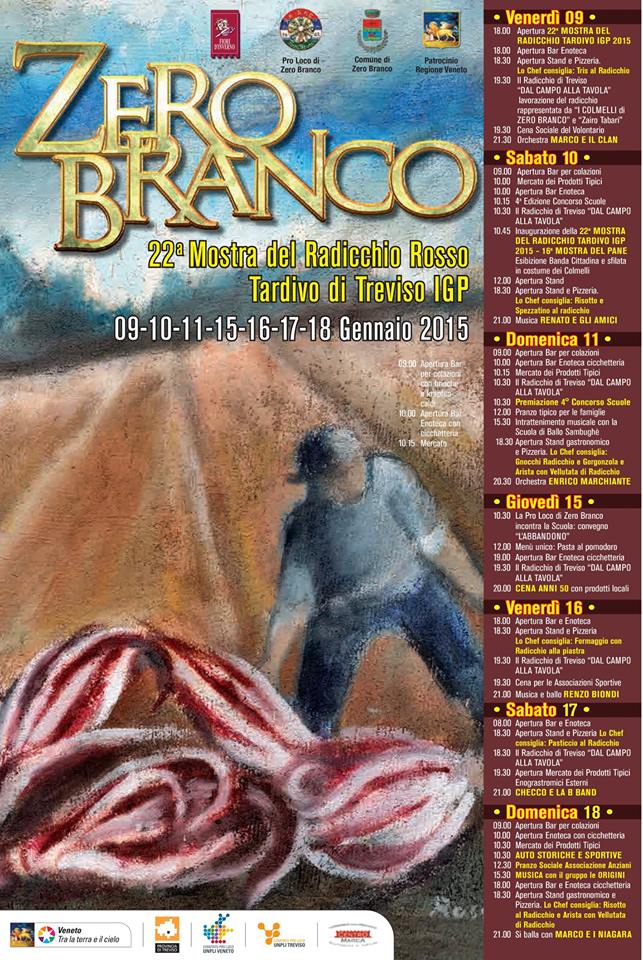 FIORI
D'INVERNO
Pro Loco di
Zero Branco
Comune di
Zero Branco
Patrocinio
Regione Veneto
ZERO
BRANCO
22ª Mostra del Radicchio Rosso
Tardivo di Treviso IGP
09-10-11-15-16-17-18 Gennaio 2015
09.00 Apertura Bar
per colazioni
con brioche
e krapfen
caldi
10.00 Apertura Bar
Enoteca con
cicchetteria
10.15 Mercato
• Venerdì 09 •
18.00 Apertura 22ª MOSTRA DEL
RADICCHIO TARDIVO IGP 2015
18.00 Apertura Bar Enoteca
18.30 Apertura Stand e Pizzeria.
Lo Chef consiglia: Tris al Radicchio
19.30 Il Radicchio di Treviso
"DAL CAMPO ALLA TAVOLA"
lavorazione del radicchio
rappresentata da "I COLMELLI di
ZERO BRANCO" e "Zairo Tabari"
19.30 Cena Sociale del Volontario
21.30 Orchestra MARCO E IL CLAN
• Sabato 10 •
09.00 Apertura Bar per colazioni
10.00 Mercato dei Prodotti Tipici
10.00 Apertura Bar Enoteca
10.15 4ª Edizione Concorso Scuole
10.30 Il Radicchio di Treviso "DAL CAMPO
ALLA TAVOLA"
10.45 Inaugurazione della 22ª MOSTRA
DEL RADICCHIO TARDIVO IGP
2015 - 16ª MOSTRA DEL PANE
Esibizione Banda Cittadina e sfilata
in costume dei Colmelli
12.00 Apertura Stand
18.30 Apertura Stand e Pizzeria.
Lo Chef consiglia: Risotto e
Spezzatino al radicchio
21.00 Musica RENATO E GLI AMICI
• Domenica 11 •
09.00 Apertura Bar per colazioni
10.00 Apertura Bar Enoteca cicchetteria
10.15 Mercato dei Prodotti Tipici
10.30 Il Radicchio di Treviso "DAL CAMPO
ALLA TAVOLA"
10.30 Premiazione 4° Concorso Scuole
12.00 Pranzo tipico per le famiglie
15.30 Intrattenimento musicale con la
Scuola di Ballo Sambughè
18.30 Apertura Stand gastronomico
e Pizzeria. Lo Chef consiglia:
Gnocchi Radicchio e Gorgonzola e
Arista con Vellutata di Radicchio
20.30 Orchestra ENRICO MARCHIANTE
• Giovedì 15 •
10.30 La Pro Loco di Zero Branco
incontra la Scuola: convegno
"L'ABBANDONO"
12.00 Menù unico: Pasta al pomodoro
19.00 Apertura Bar Enoteca cicchetteria
19.30 Il Radicchio di Treviso "DAL CAMPO
ALLA TAVOLA"
20.00 CENA ANNI 50 con prodotti locali
• Venerdì 16 •
18.00 Apertura Bar e Enoteca
18.30 Apertura Stand e Pizzeria
Lo Chef consiglia: Formaggio con
Radicchio alla piastra
19.30 Il Radicchio di Treviso "DAL CAMPO
ALLA TAVOLA"
19.30 Cena per le Associazioni Sportive
21.00 Musica e ballo RENZO BIONDI
• Sabato 17 •
08.00 Apertura Bar e Enoteca
18.30 Apertura Stand e Pizzeria Lo Chef
consiglia: Pasticcio al Radicchio
18.30 Il Radicchio di Treviso "DAL CAMPO
ALLA TAVOLA"
19.30 Apertura Mercato dei Prodotti Tipici
Enograstromici Esterni
21.00 CHECCO E LA B BAND
• Domenica 18 •
09.00 Apertura Bar per colazioni
10.00 Apertura Enoteca con cicchetteria
10.30 Mercato dei Prodotti Tipici
10.30 AUTO STORICHE E SPORTIVE
12.30 Pranzo Sociale Associazione Anziani
15.30 MUSICA con il gruppo le ORIGINI
18.00 Apertura Bar e Enoteca cicchetteria
18.30 Apertura Stand gastronomico e
Pizzeria. Lo Chef consiglia: Risotto
al Radicchio e Arista con Vellutata
di Radicchio
21.00 Si balla con MARCO E I NIAGARA
Veneto
Tra la terra e il cielo
PROVINCIA
DI TREVISO
UNPLI VENETO
UNPLI TREVISO
MARCA